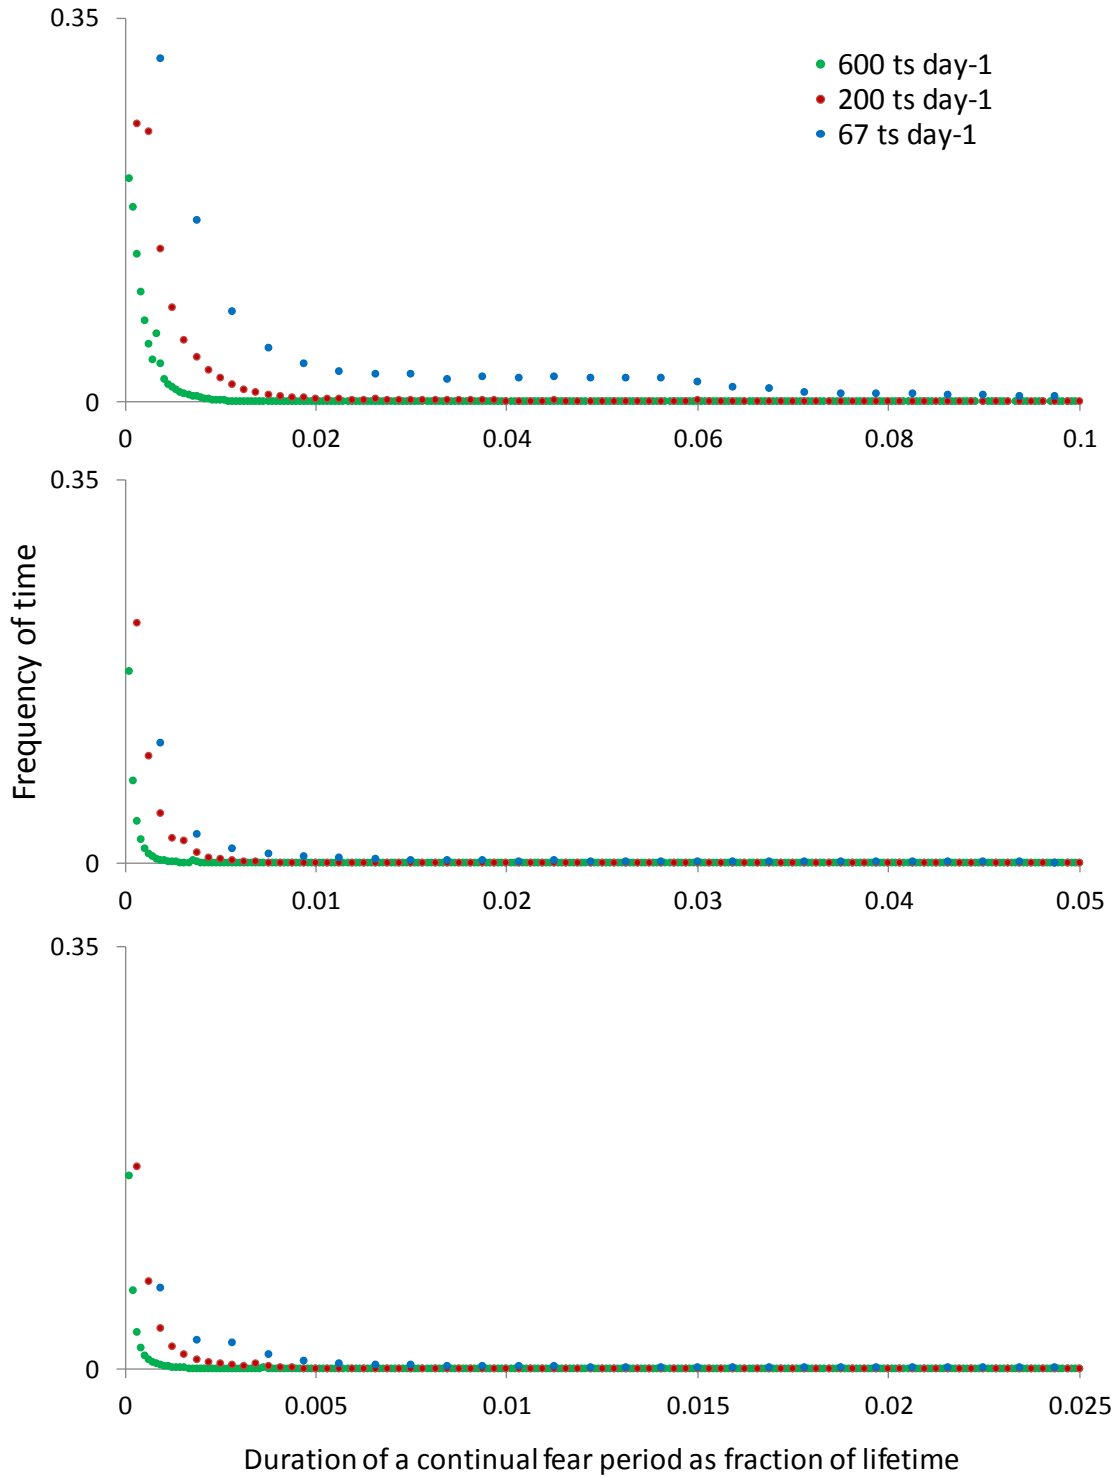 0.35
600 ts day-1
200 ts day-1
67 ts day-1
0
0 0.02 0.04 0.06 0.08 0.1
0.35
Frequency of time
0
0 0.01 0.02 0.03 0.04 0.05
0.35
0
0 0.005 0.01 0.015 0.02 0.025
Duration of a continual fear period as fraction of lifetime